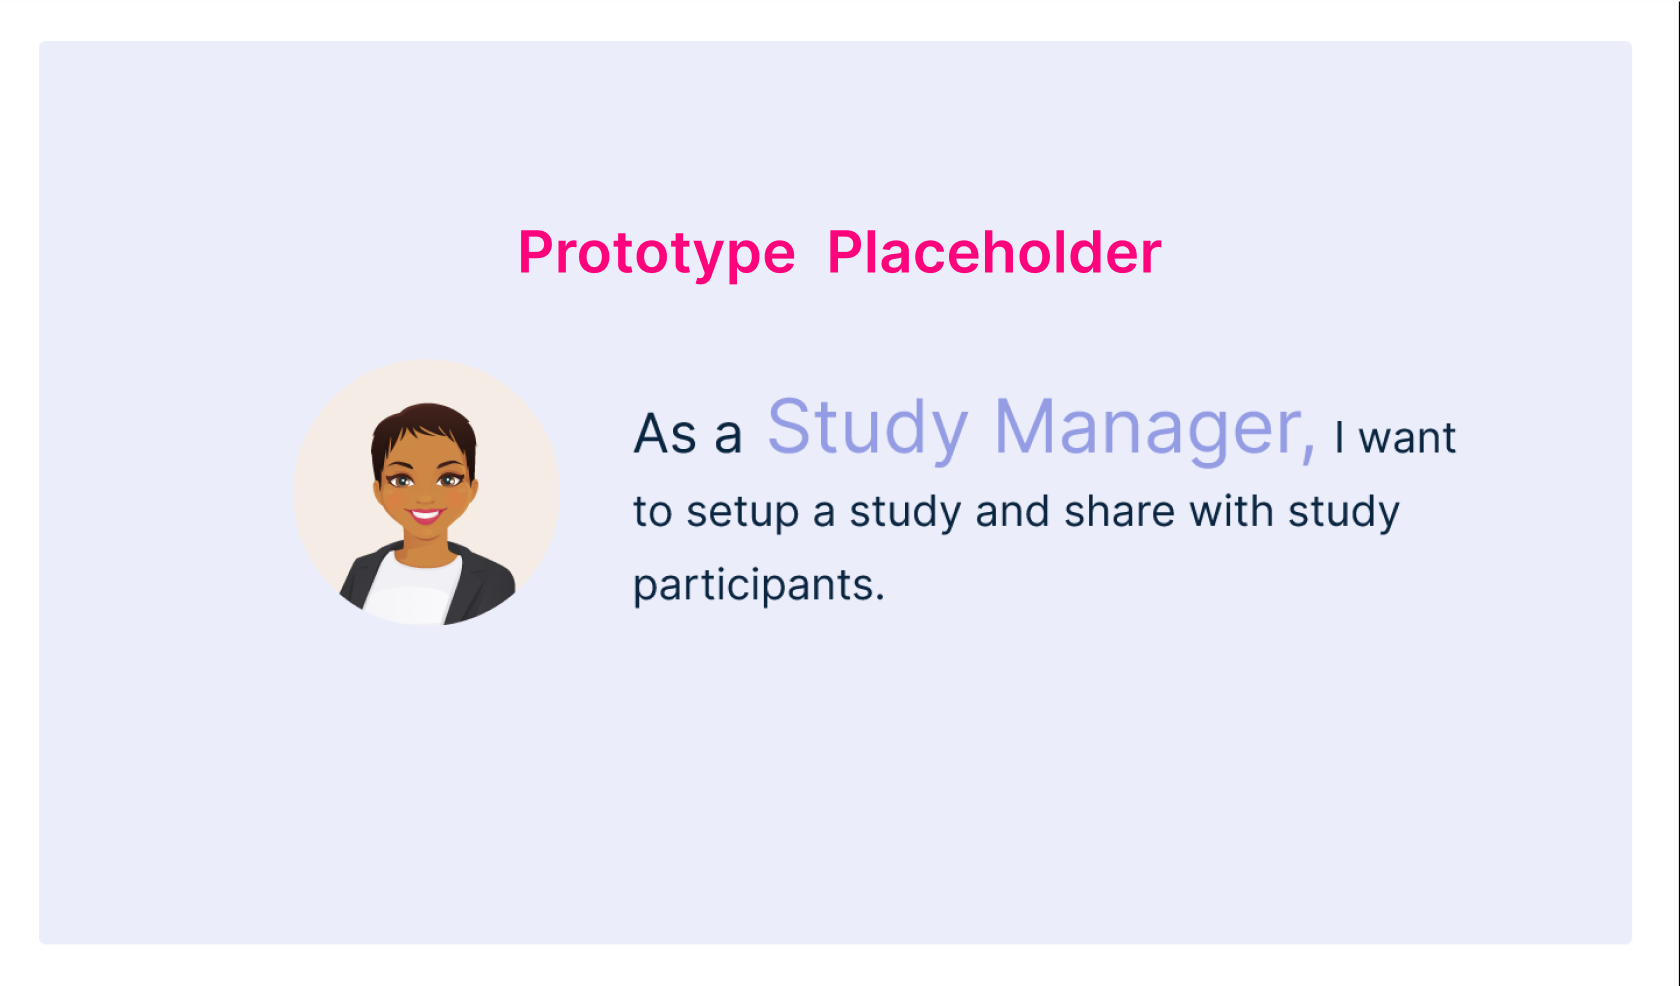 Prototype Placeholder
As a Study Manager, I want
to setup a study and share with study
participants.